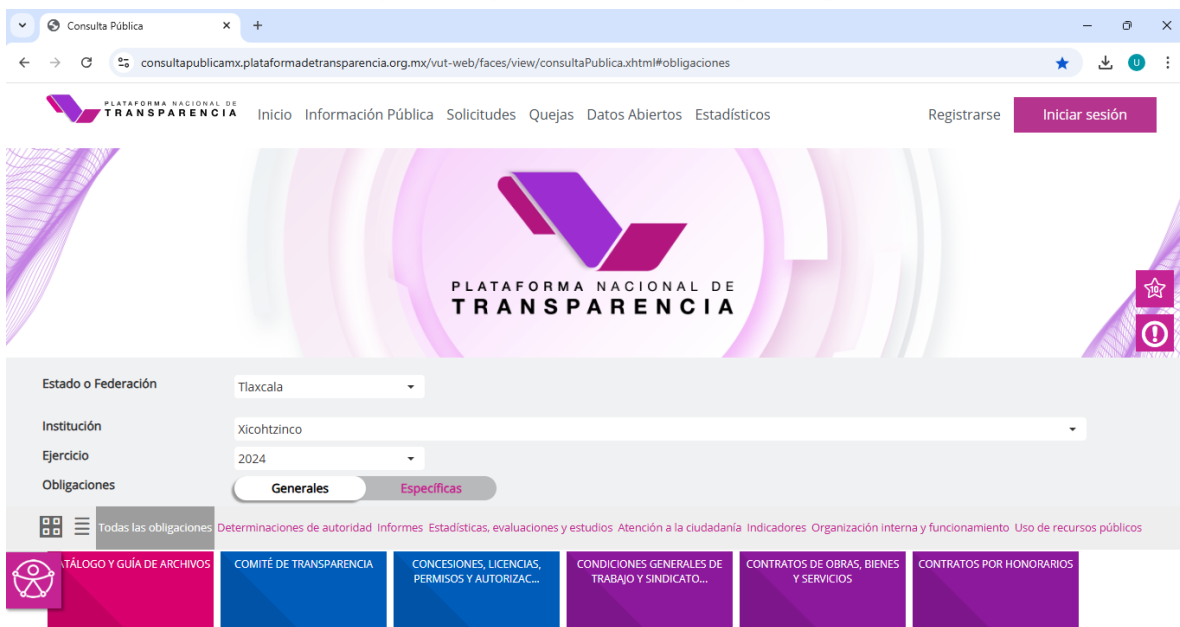 Consulta Pública
consultapublicamx.plataformadetransparencia.org.mx/vut-web/faces/view/consultaPublica.xhtml#obligaciones
U
PLATAFORMA NACIONAL DE
TRANSPARENCIA
Inicio Información Pública Solicitudes Quejas Datos Abiertos Estadísticos Registrarse Iniciar sesión
PLATAFORMA NACIONAL DE
TRANSPARENCIA
10
Estado o Federación Tlaxcala
Institución Xicohtzinco
Ejercicio 2024
Obligaciones Generales Específicas
Todas las obligaciones Determinaciones de autoridad Informes Estadísticas, evaluaciones y estudios Atención a la ciudadanía Indicadores Organización interna y funcionamiento Uso de recursos públicos
TÁLOGO Y GUÍA DE ARCHIVOS
COMITÉ DE TRANSPARENCIA
CONCESIONES, LICENCIAS,
PERMISOS Y AUTORIZAC...
CONDICIONES GENERALES DE
TRABAJO Y SINDICATO...
CONTRATOS DE OBRAS, BIENES
Y SERVICIOS
CONTRATOS POR HONORARIOS